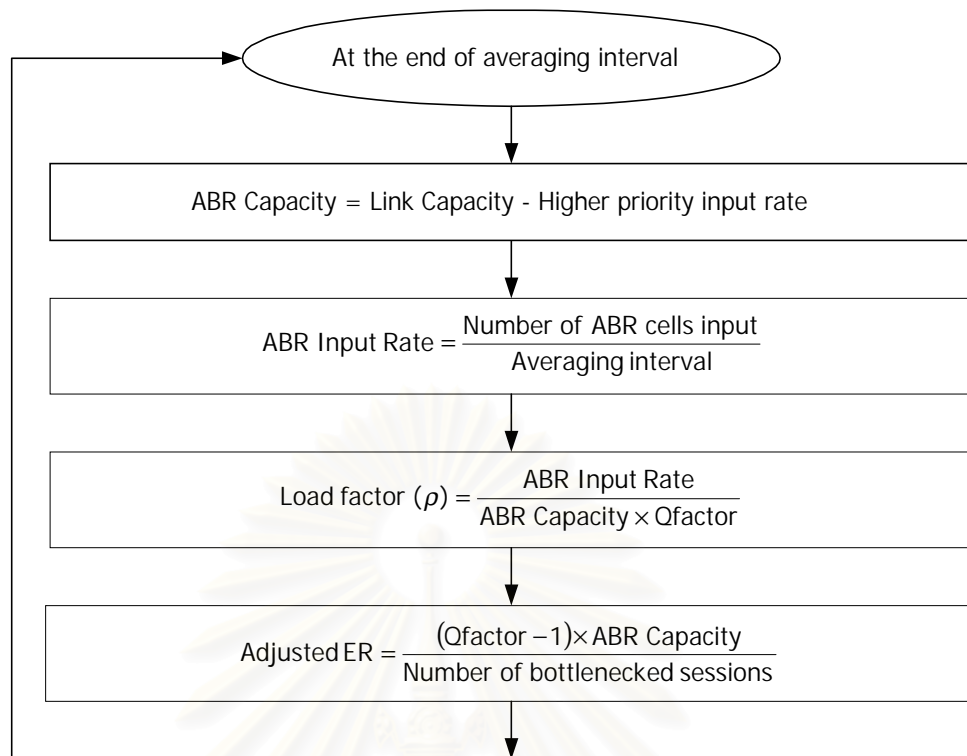 At the end of averaging interval
ABR Capacity = Link Capacity - Higher priority input rate
ABR Input Rate = Number of ABR cells input / Averaging interval
Load factor (ρ) = ABR Input Rate / ABR Capacity × Qfactor
Adjusted ER = (Qfactor − 1) × ABR Capacity / Number of bottlenecked sessions